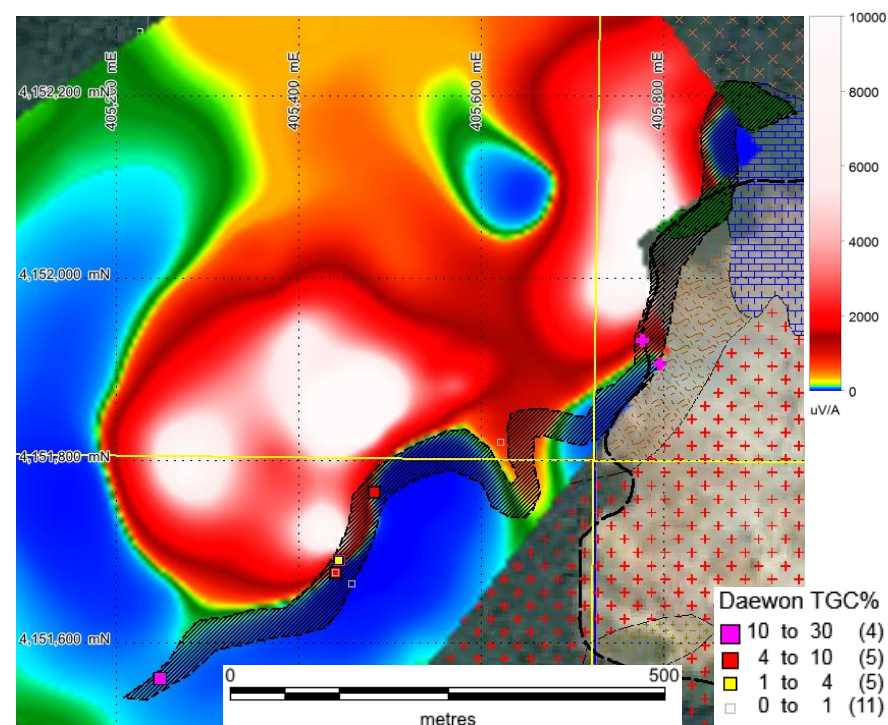 405,200 mE
405,400 mE
405,600 mE
405,800 mE
4,152,200 mN
4,152,000 mN
4,151,800 mN
4,151,600 mN
10000
8000
6000
4000
2000
0
uV/A
Daewon TGC%
10 to 30 (4)
4 to 10 (5)
1 to 4 (5)
0 to 1 (11)
0 500
metres